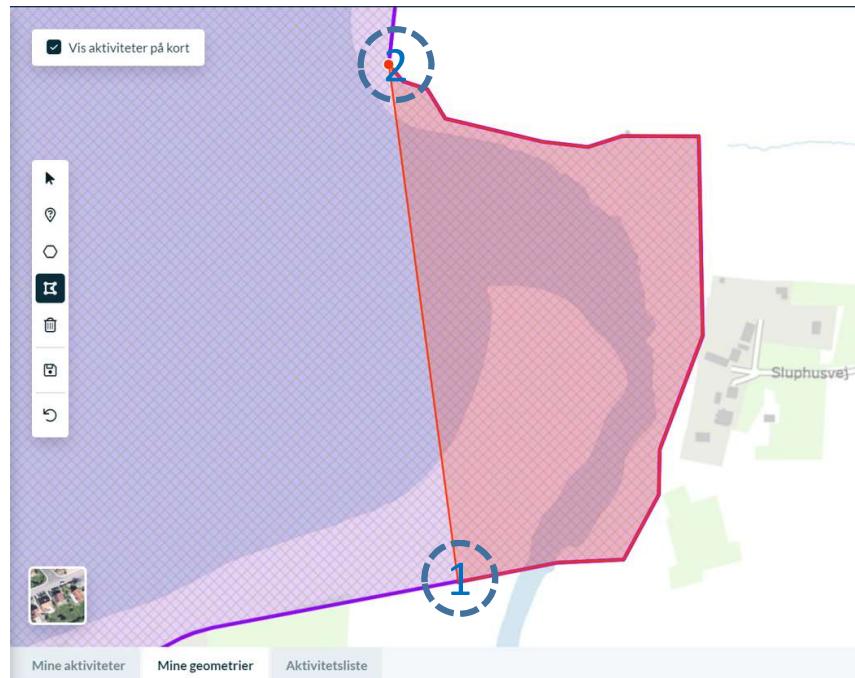 Vis aktiviteter på kort
2
Sluphusvej
1
Mine aktiviteter Mine geometrier Aktivitetsliste